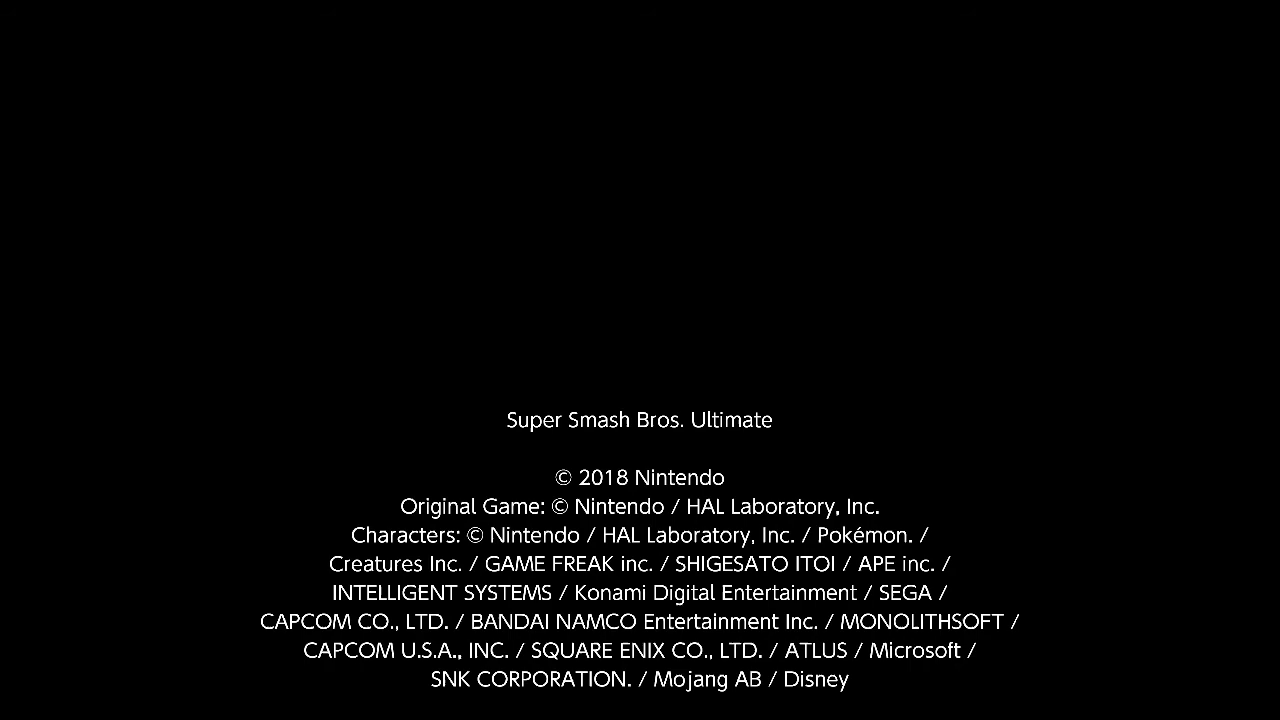 Super Smash Bros. Ultimate
© 2018 Nintendo
Original Game: © Nintendo / HAL Laboratory, Inc.
Characters: © Nintendo / HAL Laboratory, Inc. / Pokémon. /
Creatures Inc. / GAME FREAK inc. / SHIGESATO ITOI / APE inc. /
INTELLIGENT SYSTEMS / Konami Digital Entertainment / SEGA /
CAPCOM CO., LTD. / BANDAI NAMCO Entertainment Inc. / MONOLITHSOFT /
CAPCOM U.S.A., INC. / SQUARE ENIX CO., LTD. / ATLUS / Microsoft /
SNK CORPORATION. / Mojang AB / Disney